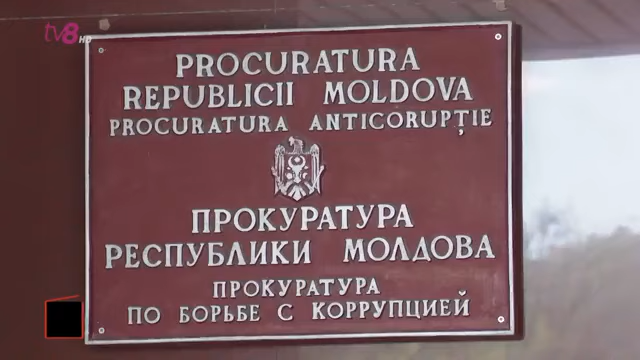 tv8 HD
PROCURATURA
REPUBLICII MOLDOVA
PROCURATURA ANTICORUPȚIE
ПРОКУРАТУРА
РЕСПУБЛИКИ МОЛДОВА
ПРОКУРАТУРА
ПО БОРЬБЕ С КОРРУПЦИЕЙ